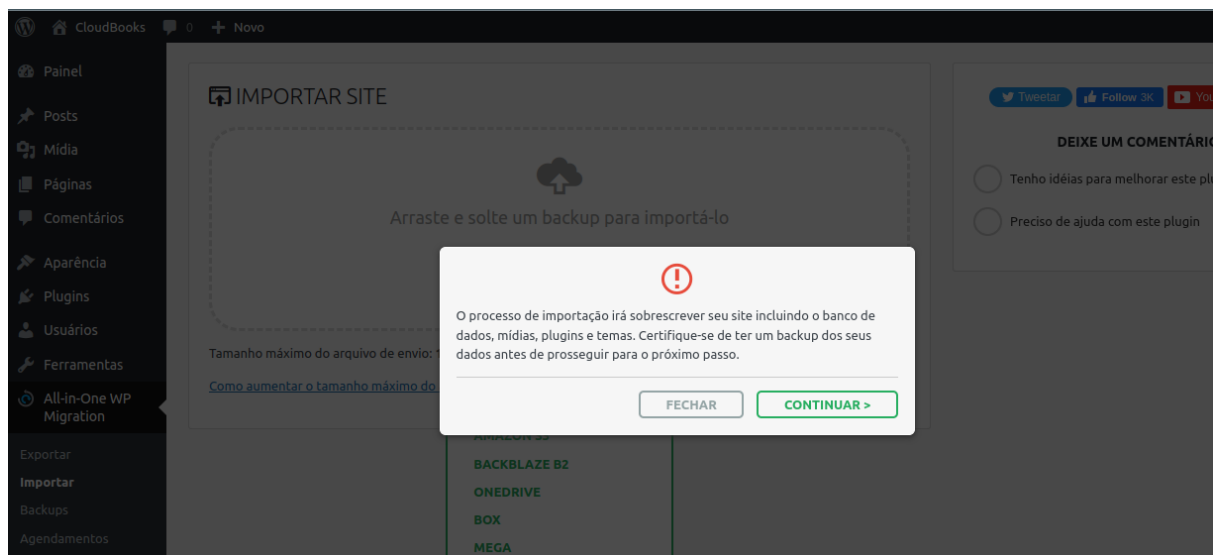 CloudBooks 0 + Novo
Painel
Posts
Mídia
Páginas
Comentários
Aparência
Plugins
Usuários
Ferramentas
All-in-One WP
Migration
Exportar
Importar
Backups
Agendamentos
IMPORTAR SITE
Arraste e solte um backup para importá-lo
Tamanho máximo do arquivo de envio:
Como aumentar o tamanho máximo do
O processo de importação irá sobrescrever seu site incluindo o banco de
dados, mídias, plugins e temas. Certifique-se de ter um backup dos seus
dados antes de prosseguir para o próximo passo.
FECHAR
CONTINUAR >
AMAZON S3
BACKBLAZE B2
ONEDRIVE
BOX
MEGA
Tweetar Follow 3K
DEIXE UM COMENTÁRIO
Tenho idéias para melhorar este
Preciso de ajuda com este plugin